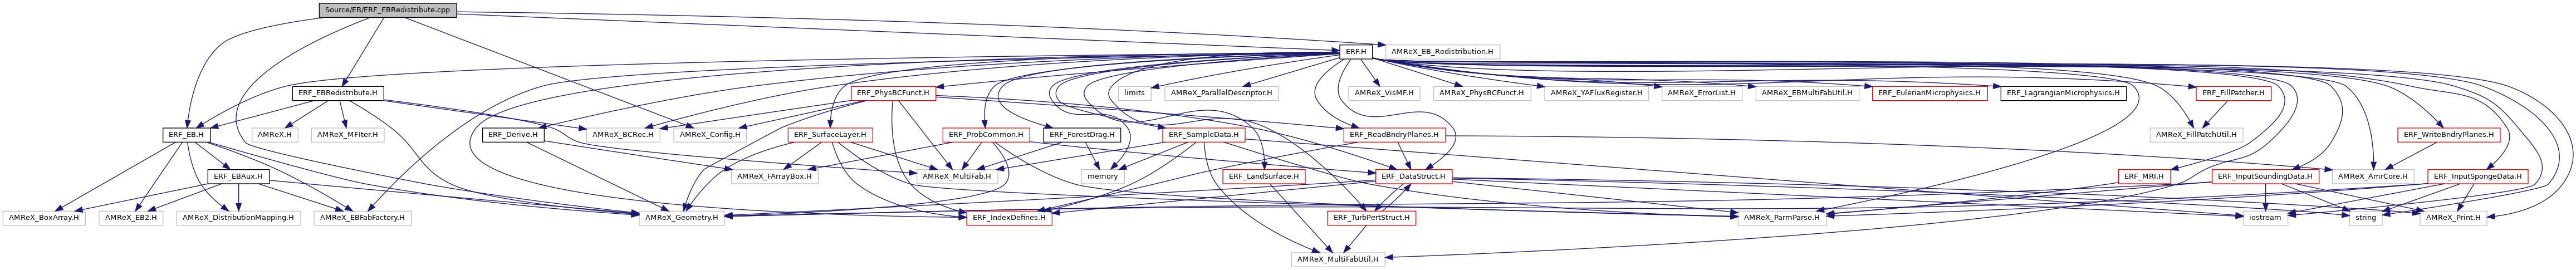 Source/EB/ERF_EBRedistribute.cpp
ERF.H
AMReX_EB_Redistribution.H
ERF_EBRedistribute.H
ERF_PhysBCFunct.H
limits
AMReX_ParallelDescriptor.H
AMReX_VisMF.H
AMReX_PhysBCFunct.H
AMReX_YAFluxRegister.H
AMReX_ErrorList.H
AMReX_EBMultiFabUtil.H
ERF_EulerianMicrophysics.H
ERF_LagrangianMicrophysics.H
ERF_FillPatcher.H
ERF_EB.H
AMReX.H
AMReX_MFIter.H
ERF_Derive.H
AMReX_BCRec.H
AMReX_Config.H
ERF_SurfaceLayer.H
ERF_ProbCommon.H
ERF_ForestDrag.H
ERF_SampleData.H
ERF_ReadBndryPlanes.H
AMReX_FillPatchUtil.H
ERF_WriteBndryPlanes.H
ERF_EBAux.H
AMReX_FArrayBox.H
AMReX_MultiFab.H
memory
ERF_LandSurface.H
ERF_DataStruct.H
ERF_MRI.H
ERF_InputSoundingData.H
AMReX_AmrCore.H
ERF_InputSpongeData.H
AMReX_BoxArray.H
AMReX_EB2.H
AMReX_DistributionMapping.H
AMReX_EBFabFactory.H
AMReX_Geometry.H
ERF_IndexDefines.H
ERF_TurbPertStruct.H
AMReX_ParmParse.H
iostream
string
AMReX_Print.H
AMReX_MultiFabUtil.H